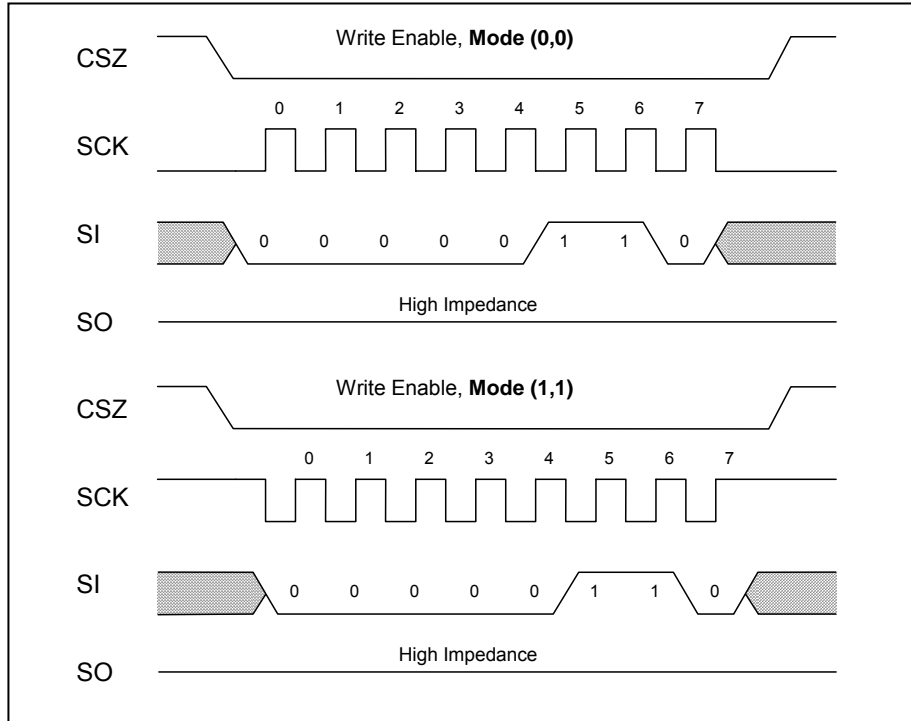 Write Enable, Mode (0,0)
CSZ
0 1 2 3 4 5 6 7
SCK
SI
0 0 0 0 0 1 1 0
High Impedance
SO
Write Enable, Mode (1,1)
CSZ
0 1 2 3 4 5 6 7
SCK
SI
0 0 0 0 0 1 1 0
High Impedance
SO